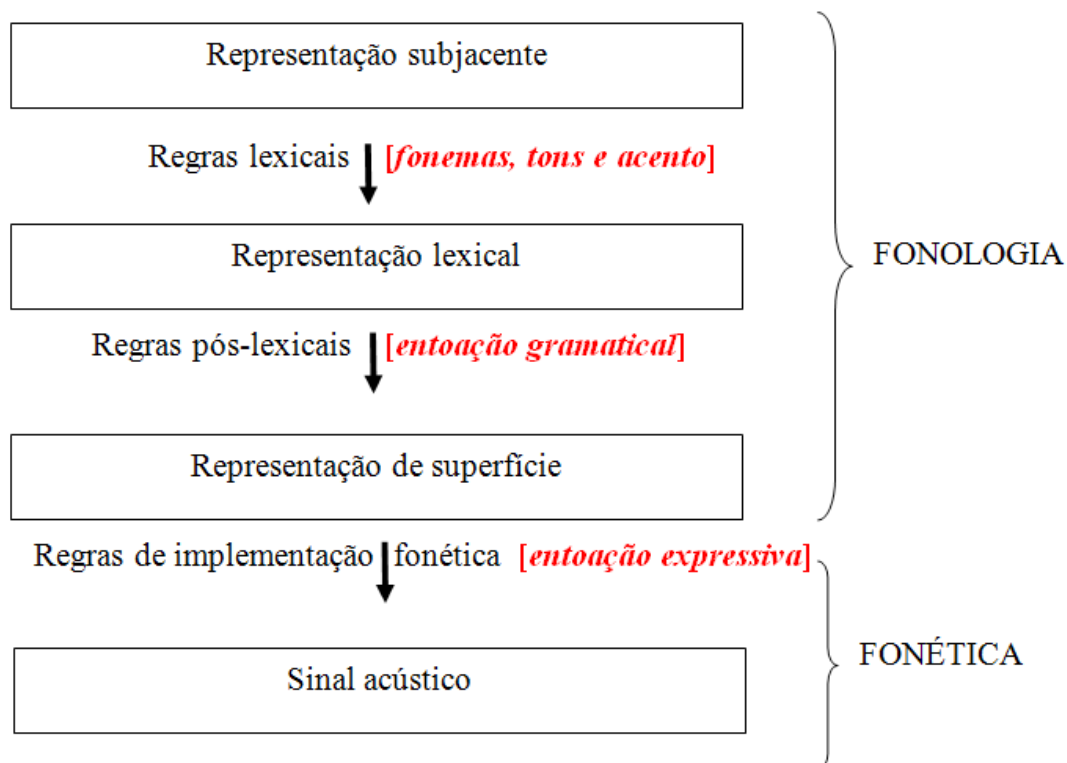 Representação subjacente
Regras lexicais [fonemas, tons e acento]
Representação lexical
FONOLOGIA
Regras pós-lexicais [entoação gramatical]
Representação de superfície
Regras de implementação fonética [entoação expressiva]
FONÉTICA
Sinal acústico